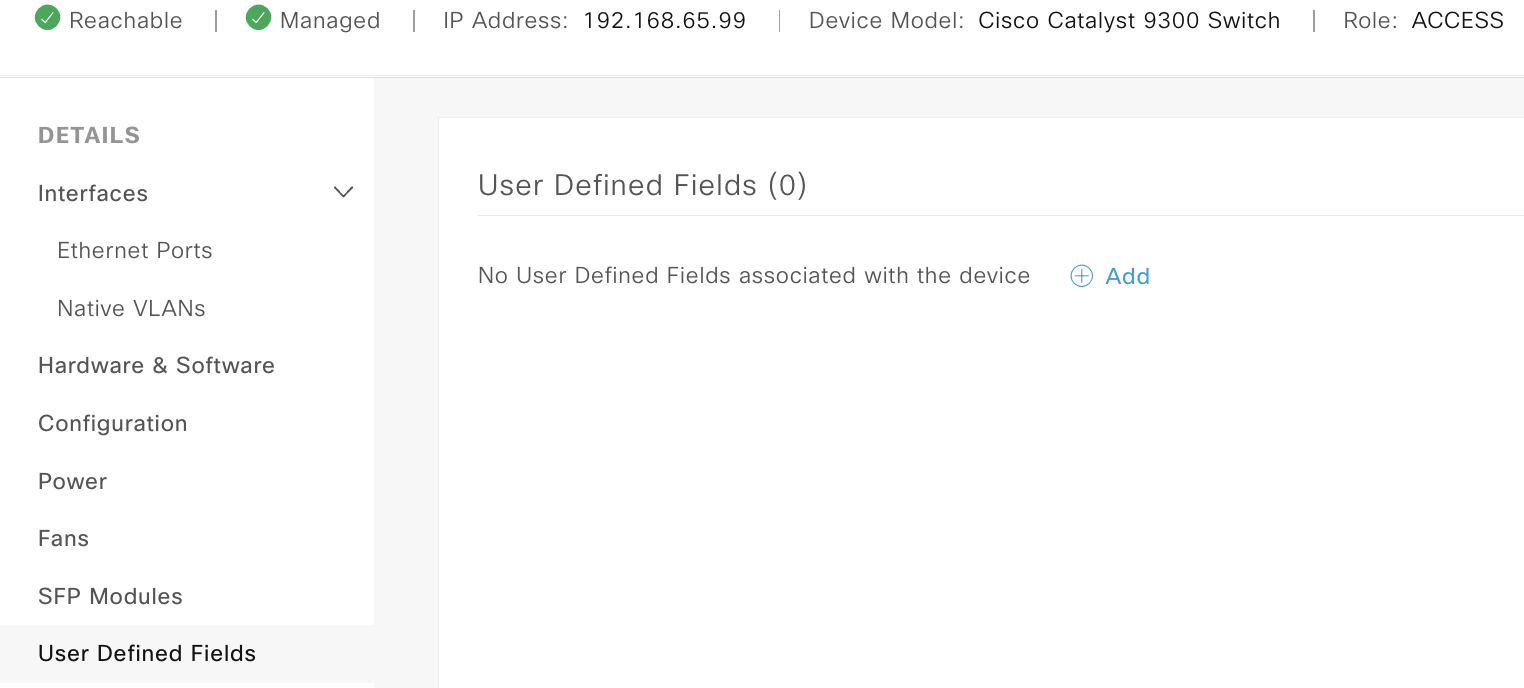 Reachable | Managed | IP Address: 192.168.65.99 | Device Model: Cisco Catalyst 9300 Switch | Role: ACCESS
DETAILS
Interfaces
Ethernet Ports
Native VLANs
Hardware & Software
Configuration
Power
Fans
SFP Modules
User Defined Fields
User Defined Fields (0)
No User Defined Fields associated with the device Add